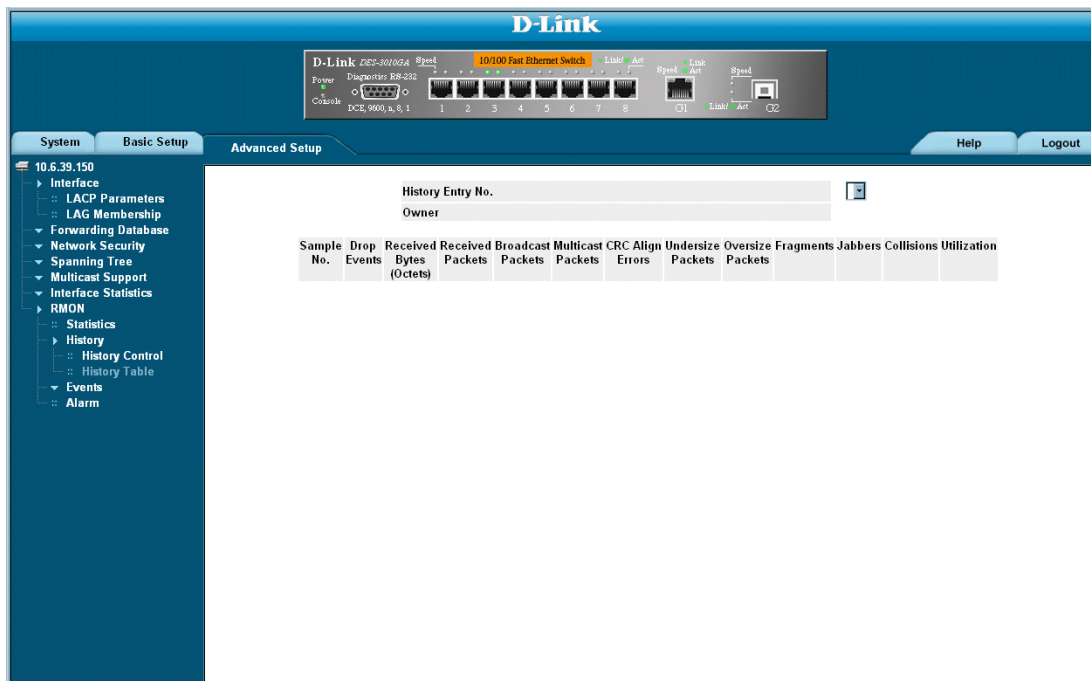 D-Link
D-Link DES-3010GA Speed 10/100 Fast Ethernet Switch Link/ Act
Power Diagnostics RS-232
Console DCE, 9600, n, 8, 1
1 2 3 4 5 6 7 8
Speed Link Act G1
Speed Link/ Act G2
System Basic Setup Advanced Setup Help Logout
10.6.39.150
Interface
LACP Parameters
LAG Membership
Forwarding Database
Network Security
Spanning Tree
Multicast Support
Interface Statistics
RMON
Statistics
History
History Control
History Table
Events
Alarm
History Entry No.
Owner
Sample No. Drop Events Received Bytes (Octets) Received Packets Broadcast Packets Multicast Packets CRC Align Errors Undersize Packets Oversize Packets Fragments Jabbers Collisions Utilization